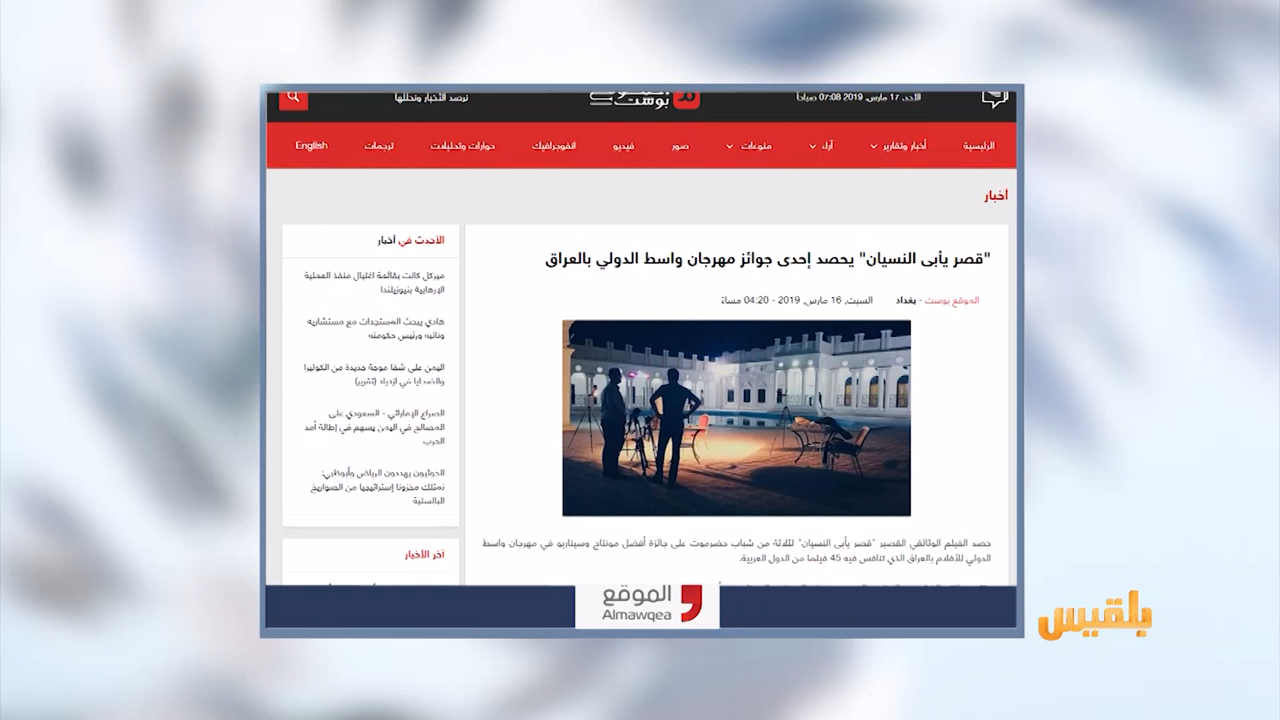 الأحد, 17 مارس, 2019 07:08 صباحاً
بوست
نرصد الأخبار ونحللها
الرئيسية
أخبار وتقارير
آراء
منوعات
صور
فيديو
انفوجرافيك
حوارات وتحليلات
ترجمات
English
أخبار
"قصر يأبى النسيان" يحصد إحدى جوائز مهرجان واسط الدولي بالعراق
الموقع بوست - بغداد
السبت, 16 مارس, 2019 - 04:20 مساءً
حصد الفيلم الوثائقي القصير "قصر يأبى النسيان" لثلاثة من شباب حضرموت على جائزة أفضل مونتاج وسيناريو في مهرجان واسط
الدولي للأفلام بالعراق الذي تنافس فيه 45 فيلما من الدول العربية.
الأحدث في أخبار
ميركل كانت بقائمة اغتيال منفذ العملية
الإرهابية بنيوزيلندا
هادي يبحث المستجدات مع مستشاريه
ونائبه ورئيس حكومته
اليمن على شفا موجة جديدة من الكوليرا
والضحايا في ازدياد (تقرير)
الصراع الإماراتي - السعودي على
المصالح في اليمن يسهم في إطالة أمد
الحرب
الحوثيون يهددون الرياض وأبوظبي:
نمتلك مخزونا إستراتيجيا من الصواريخ
البالستية
آخر الأخبار
الموقع
Almawqea
بلقيس